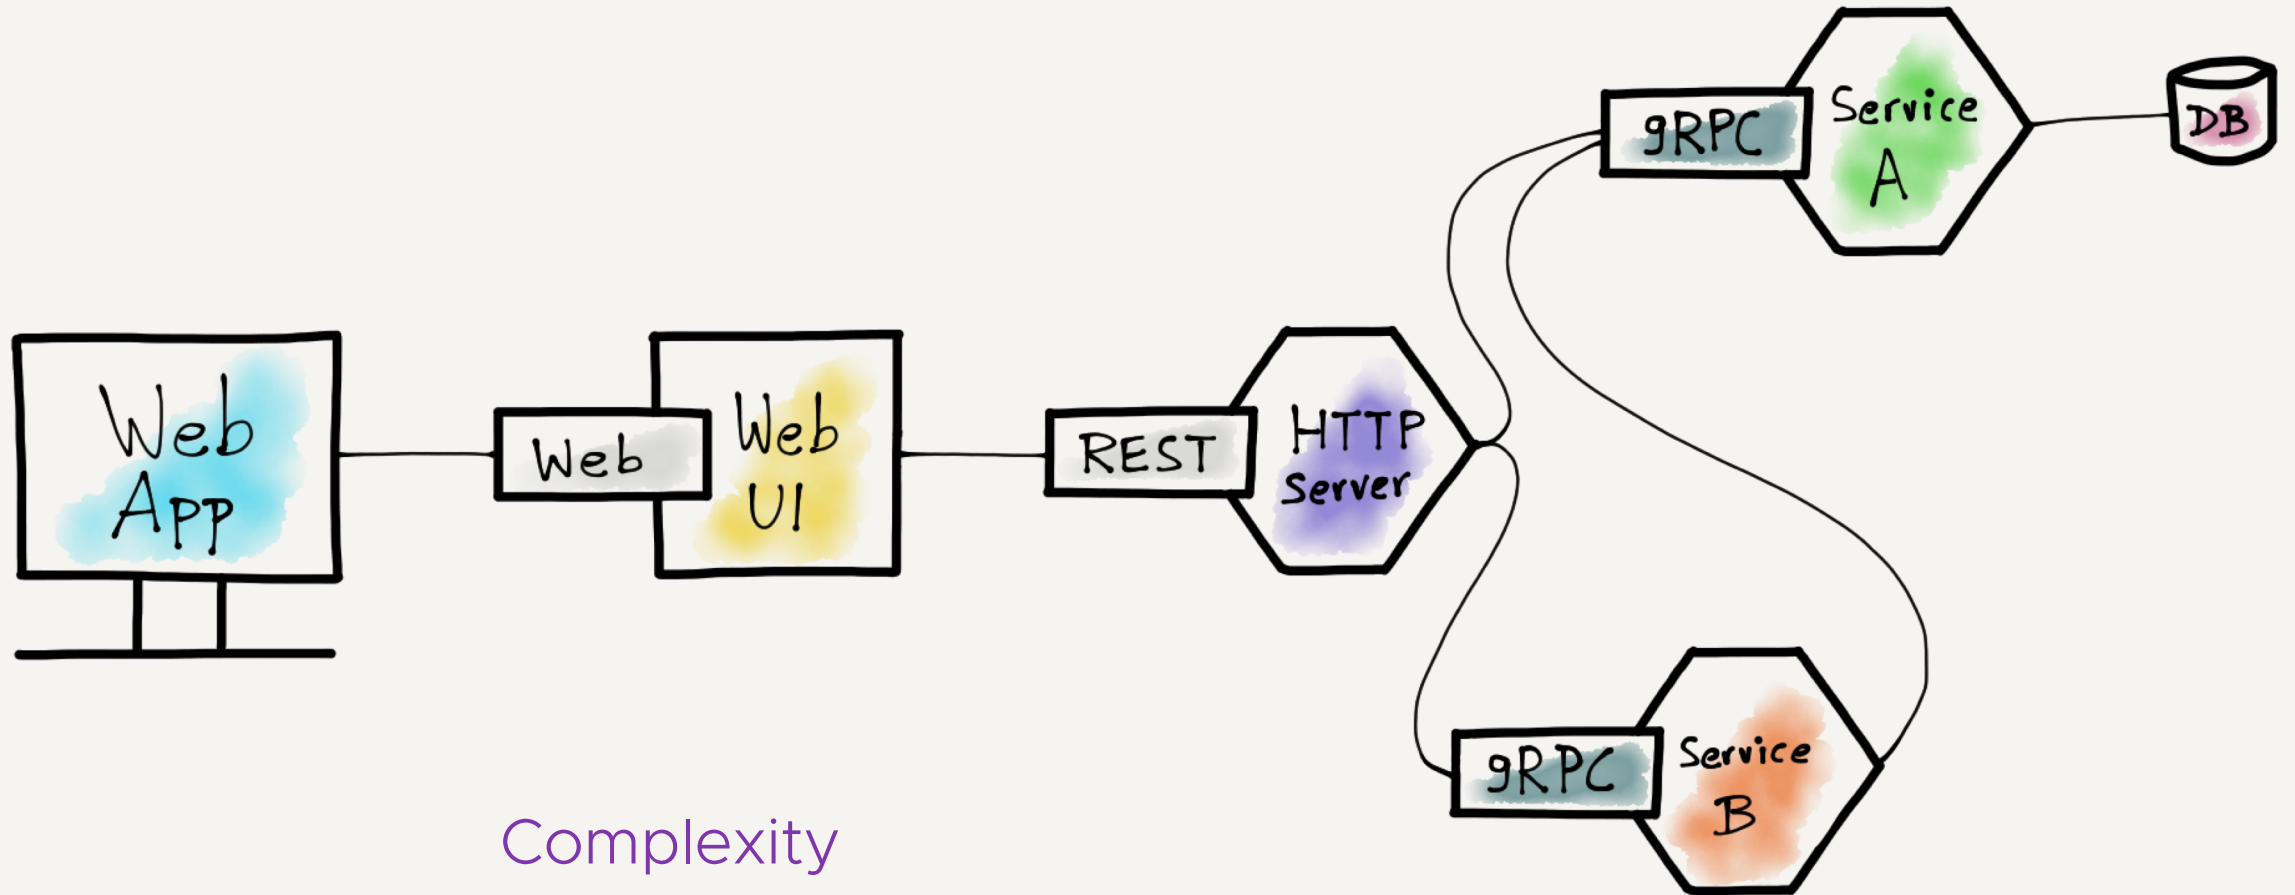 Web
App
Web
Web
UI
REST
HTTP
Server
gRPC
Service
A
DB
gRPC
Service
B
Complexity